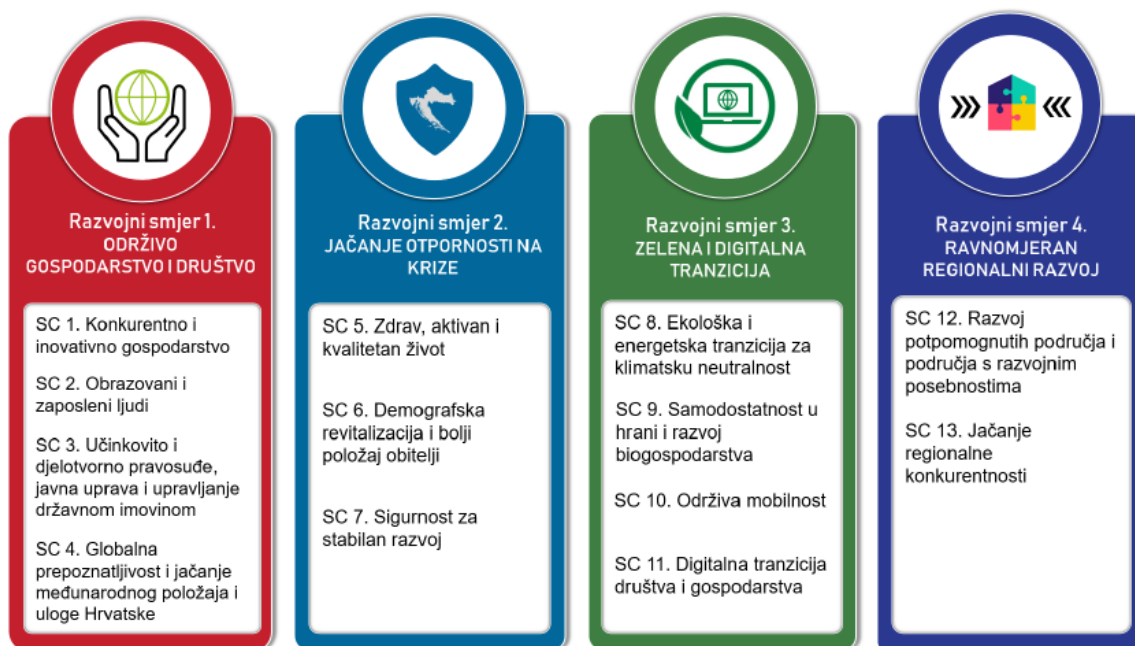 Razvojni smjer 1.
ODRŽIVO
GOSPODARSTVO I DRUŠTVO
SC 1. Konkurentno i
inovativno gospodarstvo
SC 2. Obrazovani i
zaposleni ljudi
SC 3. Učinkovito i
djelotvorno pravosuđe,
javna uprava i upravljanje
državnom imovinom
SC 4. Globalna
prepoznatljivost i jačanje
međunarodnog položaja i
uloge Hrvatske
Razvojni smjer 2.
JAČANJE OTPORNOSTI NA
KRIZE
SC 5. Zdrav, aktivan i
kvalitetan život
SC 6. Demografska
revitalizacija i bolji
položaj obitelji
SC 7. Sigurnost za
stabilan razvoj
Razvojni smjer 3.
ZELENA I DIGITALNA
TRANZICIJA
SC 8. Ekološka i
energetska tranzicija za
klimatsku neutralnost
SC 9. Samodostatnost u
hrani i razvoj
biogospodarstva
SC 10. Održiva mobilnost
SC 11. Digitalna tranzicija
društva i gospodarstva
Razvojni smjer 4.
RAVNOMJERAN
REGIONALNI RAZVOJ
SC 12. Razvoj
potpomognutih područja i
područja s razvojnim
posebnostima
SC 13. Jačanje
regionalne
konkurentnosti